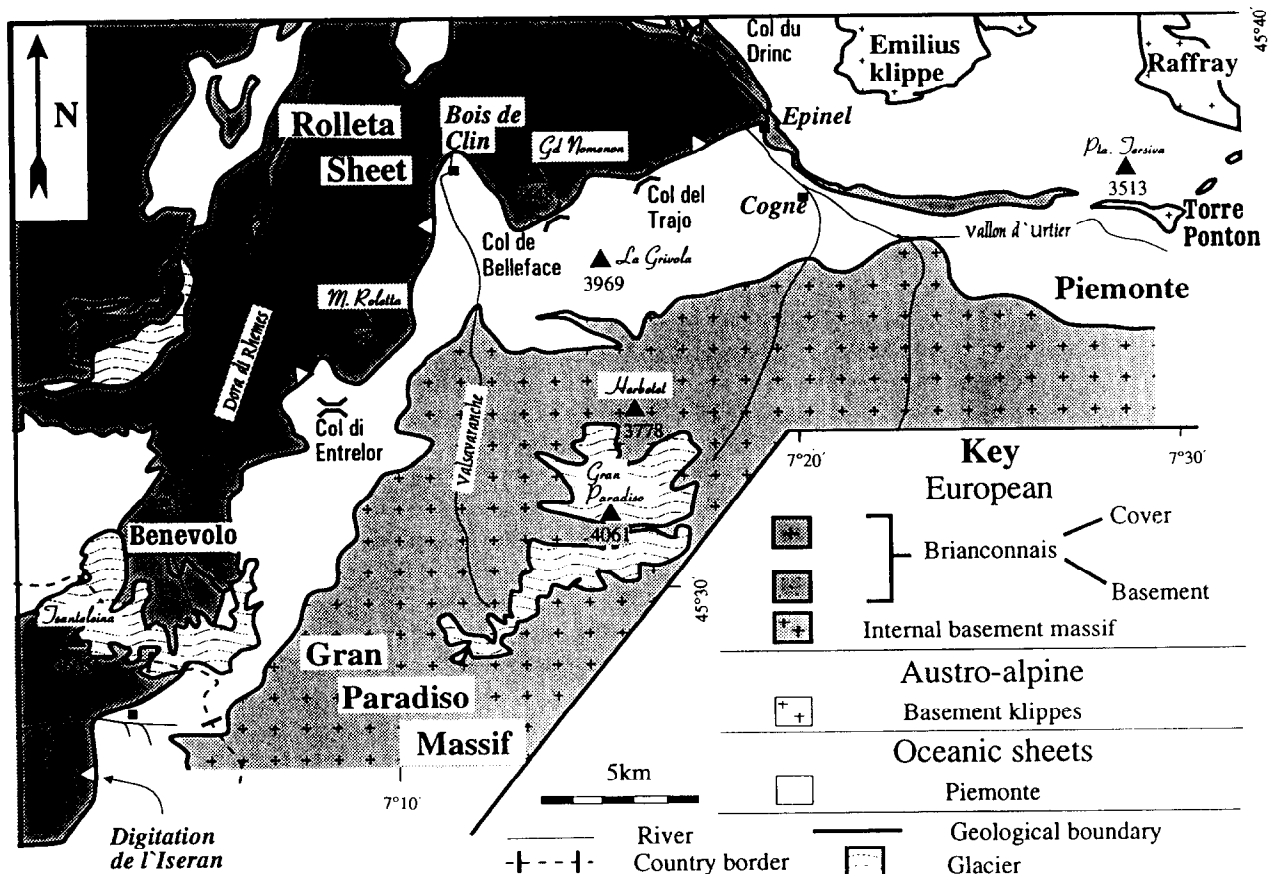 N
Rolleta
Sheet
Bois de
Clin
Gd Nomenon
Col du
Drinc
Emilius
klippe
Raffray
45°40'
Epinel
Pta. Tersiva
3513
Torre
Ponton
Cogne
Vallon d'Urtier
Col del
Trajo
Col de
Belleface
La Grivola
3969
Piemonte
M. Roletta
Dora di Rhemes
Col di
Entrelor
Valsavaranche
Herbetet
3778
Gran
Paradiso
4061
Benevolo
Tsanteleina
Gran
Paradiso
Massif
7°10'
7°20'
7°30'
45°30'
Digitation
de l`Iseran
5km
Key
European
Cover
Brianconnais
Basement
Internal basement massif
Austro-alpine
Basement klippes
Oceanic sheets
Piemonte
River
Geological boundary
Country border
Glacier